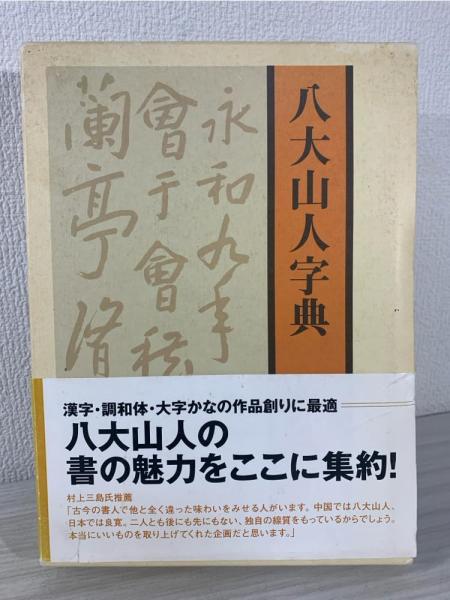 八大山人字典
永和九年
會于會稽
蘭亭脩
漢字・調和体・大字かなの作品創りに最適
八大山人の
書の魅力をここに集約!
村上三島氏推薦
「古今の書人で他と全く違った味わいをみせる人がいます。中国では八大山人、
日本では良寛。二人とも後にも先にもない、独自の線質をもっているからでしょう。
本当にいいものを取り上げてくれた企画だと思います。」